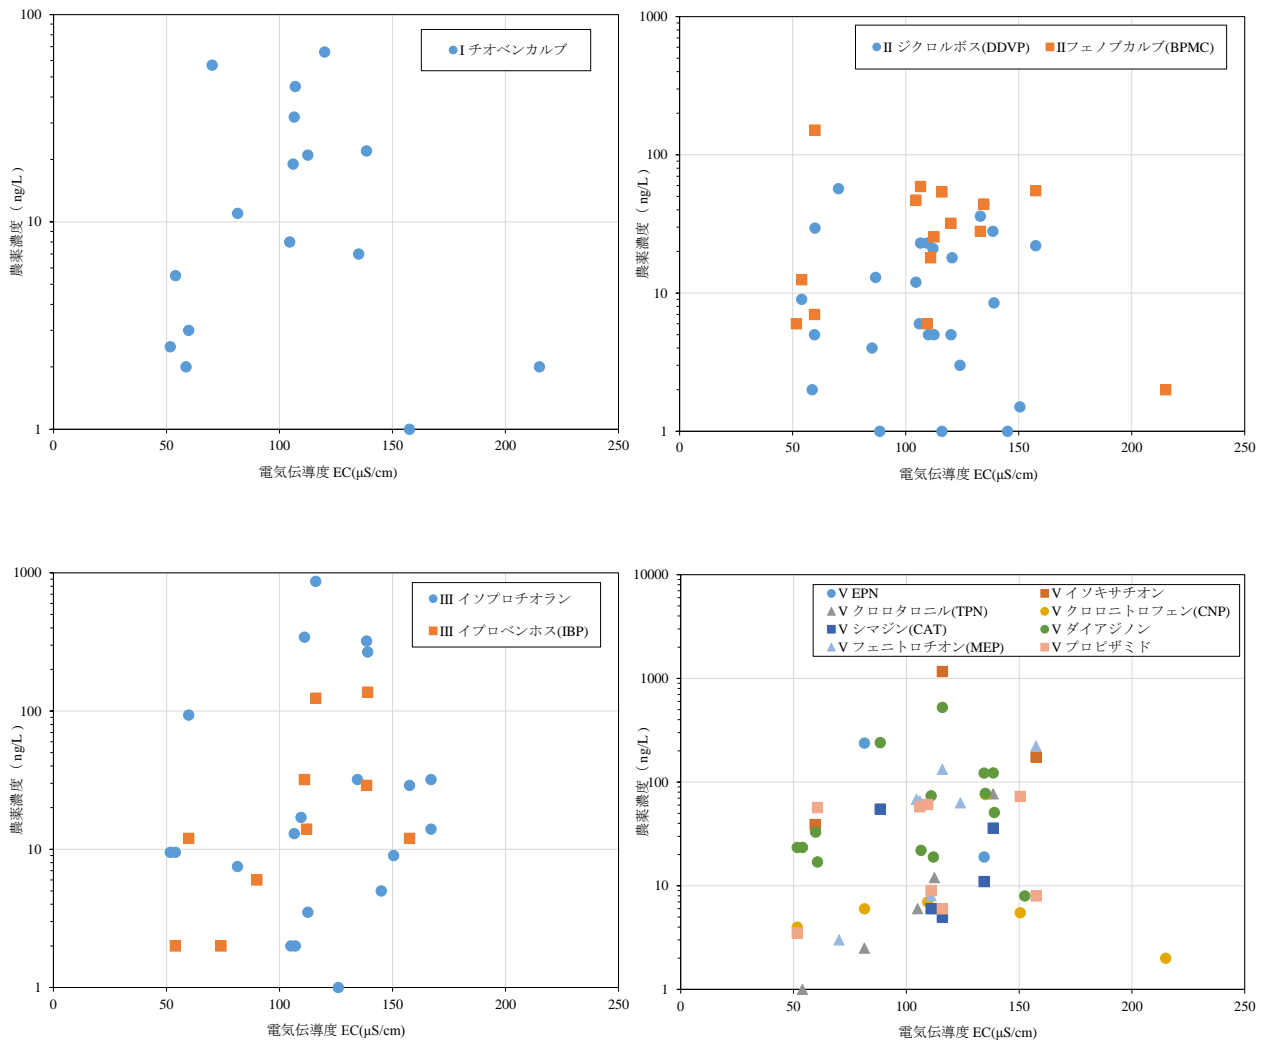 100
10
1
0
50
100
150
200
250
農薬濃度（ ng/L ）
電気伝導度 EC(μS/cm)
I チオベンカルブ
1000
100
10
1
0
50
100
150
200
250
農薬濃度（ ng/L ）
電気伝導度 EC(μS/cm)
II ジクロルボス(DDVP)
IIフェノブカルブ(BPMC)
1000
100
10
1
0
50
100
150
200
250
農薬濃度（ ng/L ）
電気伝導度 EC(μS/cm)
III イソプロチオラン
III イプロベンホス(IBP)
10000
1000
100
10
1
0
50
100
150
200
250
農薬濃度（ ng/L ）
電気伝導度 EC(μS/cm)
V EPN
V イソキサチオン
V クロロタロニル(TPN)
V クロロニトロフェン(CNP)
V シマジン(CAT)
V ダイアジノン
V フェニトロチオン(MEP)
V プロピザミド